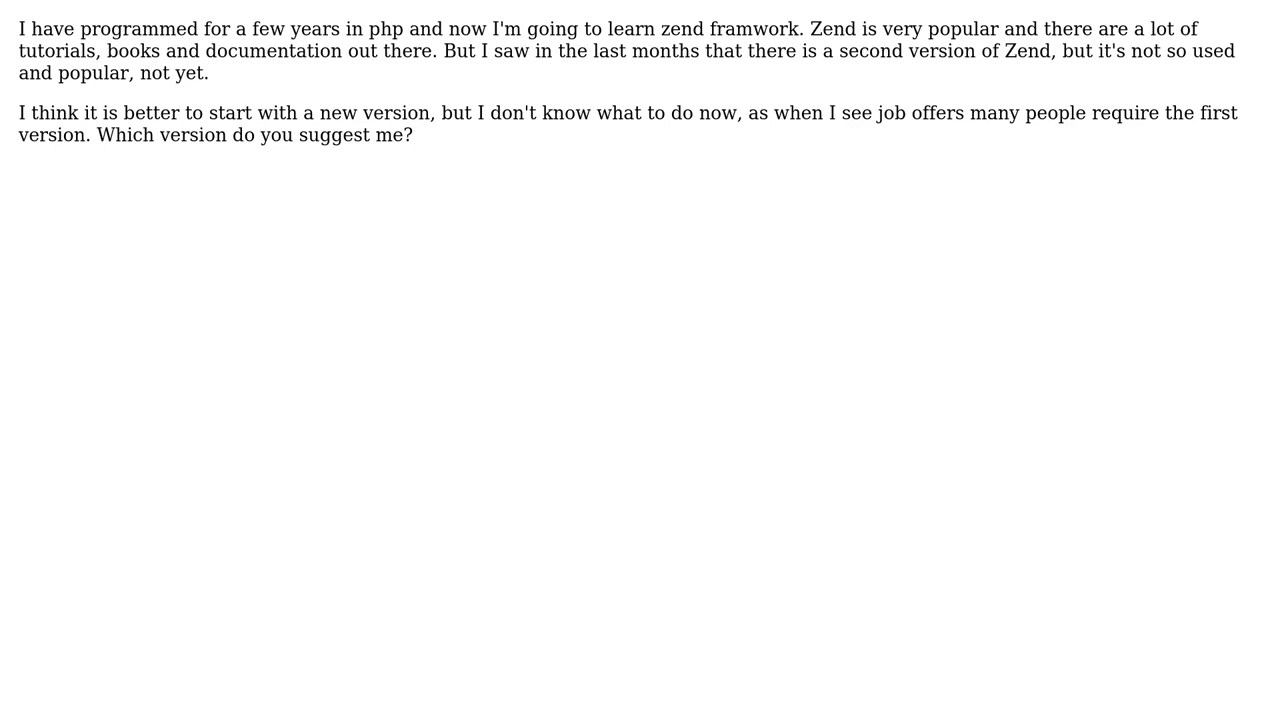 I have programmed for a few years in php and now I'm going to learn zend framwork. Zend is very popular and there are a lot of
tutorials, books and documentation out there. But I saw in the last months that there is a second version of Zend, but it's not so used
and popular, not yet.
I think it is better to start with a new version, but I don't know what to do now, as when I see job offers many people require the first
version. Which version do you suggest me?